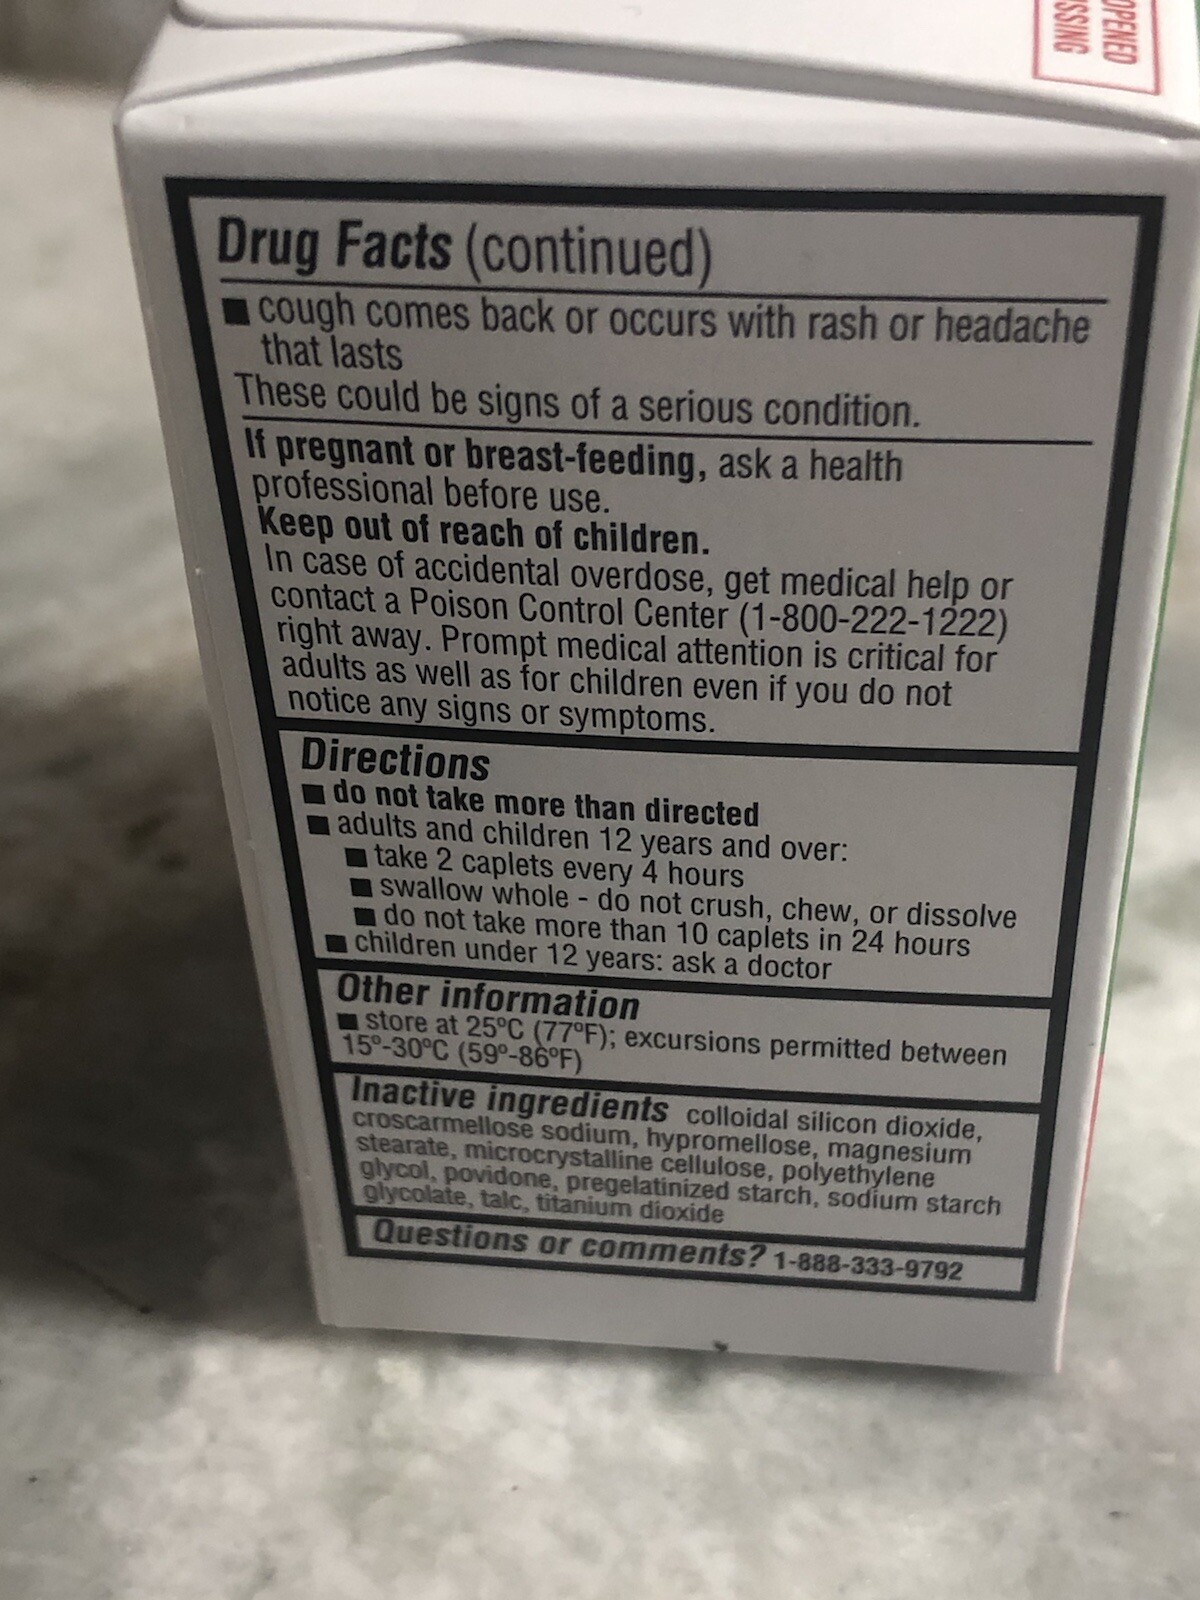 OPENED
SSING
Drug Facts (continued)
■ cough comes back or occurs with rash or headache
that lasts
These could be signs of a serious condition.
If pregnant or breast-feeding, ask a health
professional before use.
Keep out of reach of children.
In case of accidental overdose, get medical help or
contact a Poison Control Center (1-800-222-1222)
right away. Prompt medical attention is critical for
adults as well as for children even if you do not
notice any signs or symptoms.
Directions
■ do not take more than directed
■ adults and children 12 years and over:
■ take 2 caplets every 4 hours
■ swallow whole - do not crush, chew, or dissolve
■ do not take more than 10 caplets in 24 hours
■ children under 12 years: ask a doctor
Other information
■ store at 25ºC (77ºF); excursions permitted between
15º-30ºC (59º-86ºF)
Inactive ingredients colloidal silicon dioxide,
croscarmellose sodium, hypromellose, magnesium
stearate, microcrystalline cellulose, polyethylene
glycol, povidone, pregelatinized starch, sodium starch
glycolate, talc, titanium dioxide
Questions or comments? 1-888-333-9792